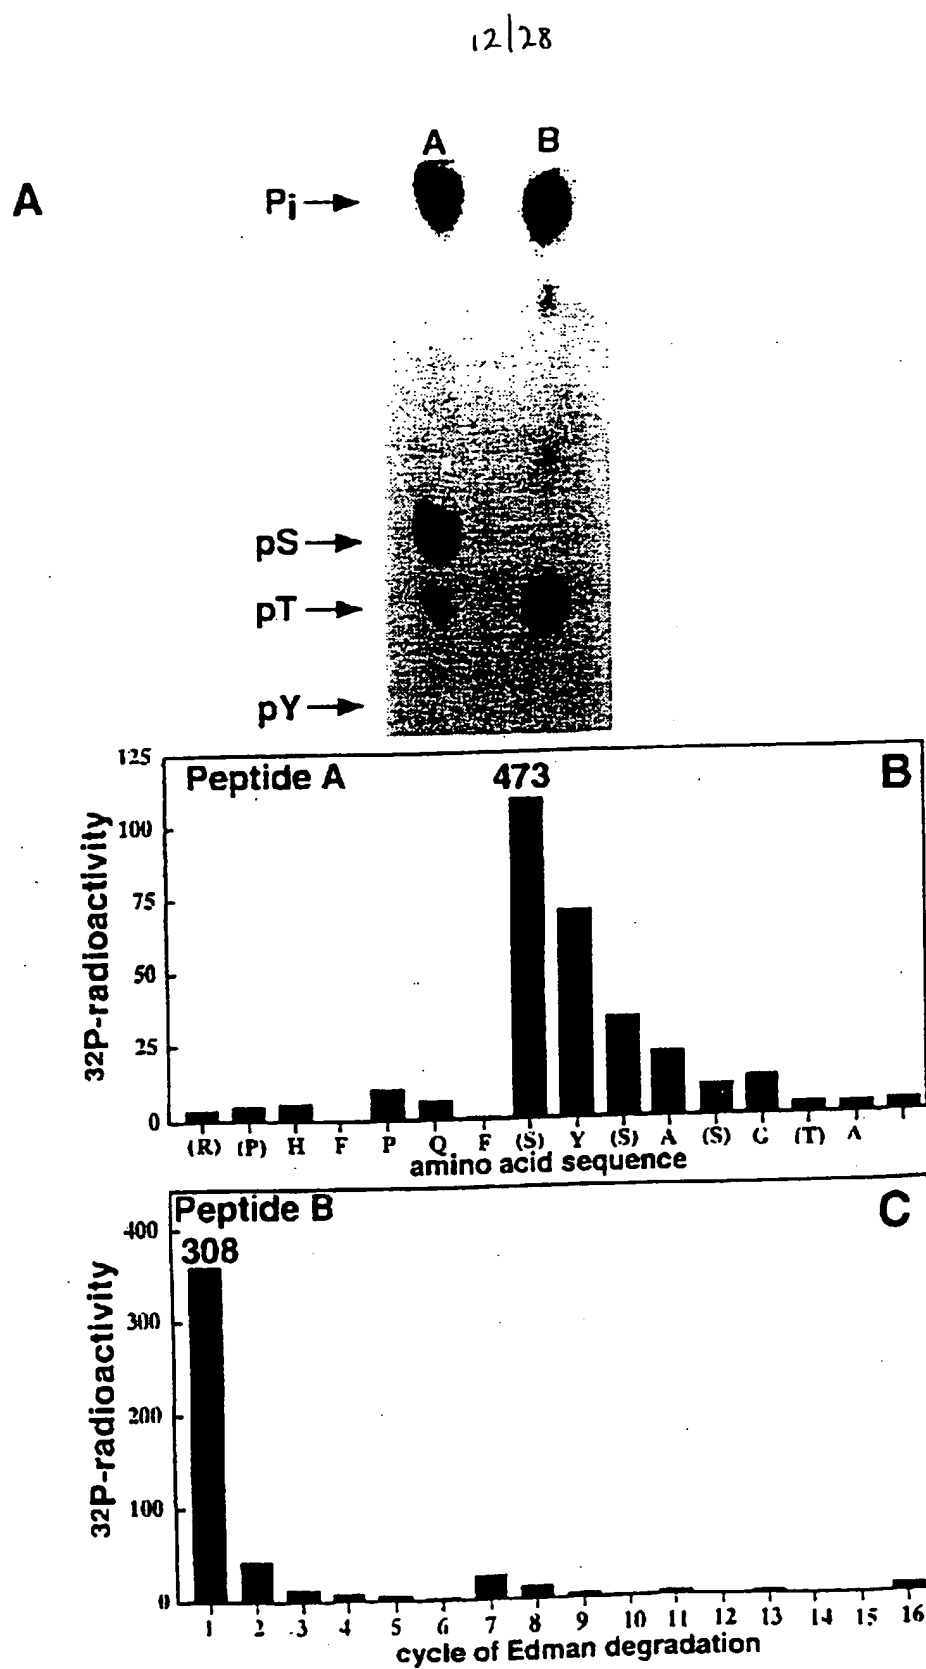 12/28
A B
A
Pi
pS
pT
pY
Peptide A 473 B
32P-radioactivity
125
100
75
50
25
0
(R) (P) H F P Q F (S) Y (S) A (S) G (T) A
amino acid sequence
Peptide B C
308
32P-radioactivity
400
300
200
100
0
1 2 3 4 5 6 7 8 9 10 11 12 13 14 15 16
cycle of Edman degradation